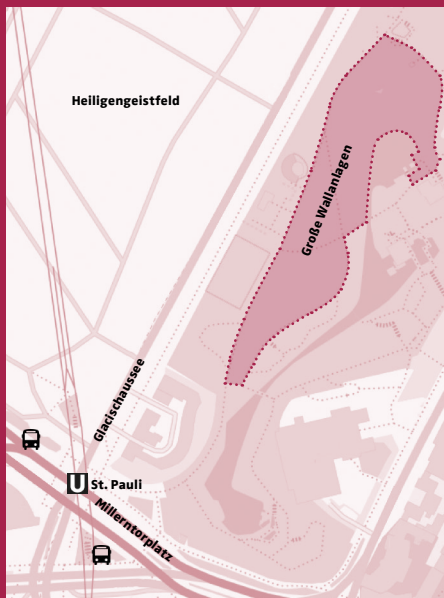 Heiligengeistfeld
Große Wallanlagen
Glacischaussee
U St. Pauli
Millerntorplatz